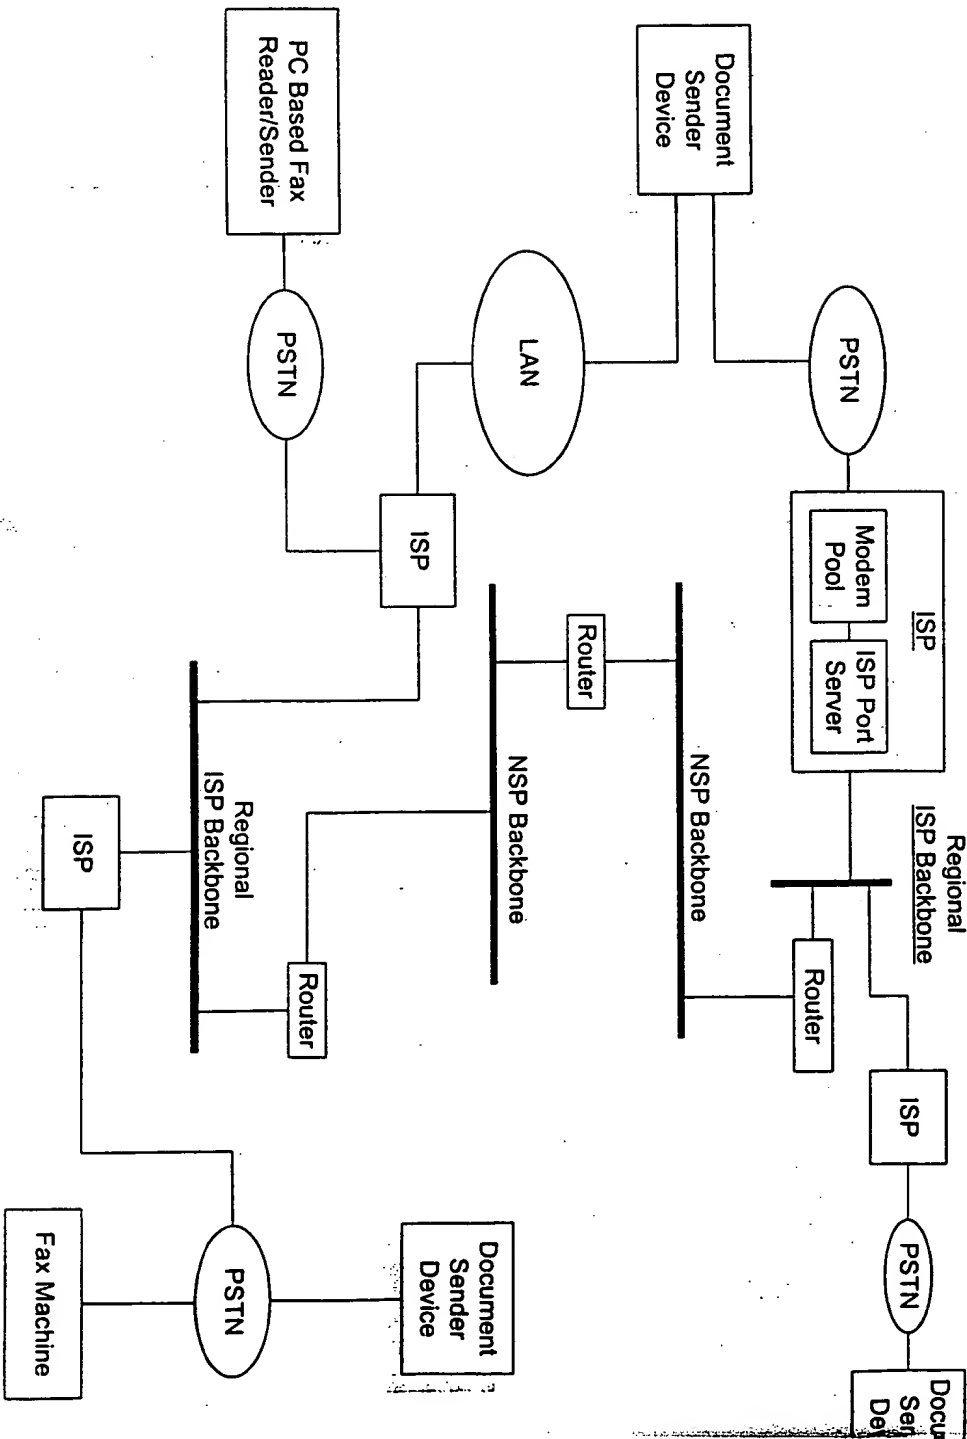 Regional
ISP Backbone
ISP
Modem
Pool
ISP Port
Server
PSTN
Router
ISP
PSTN
Document
Sender
Device
NSP Backbone
Router
NSP Backbone
LAN
ISP
Document
Sender
Device
PC Based Fax
Reader/Sender
PSTN
Router
Regional
ISP Backbone
PSTN
ISP
Fax Machine